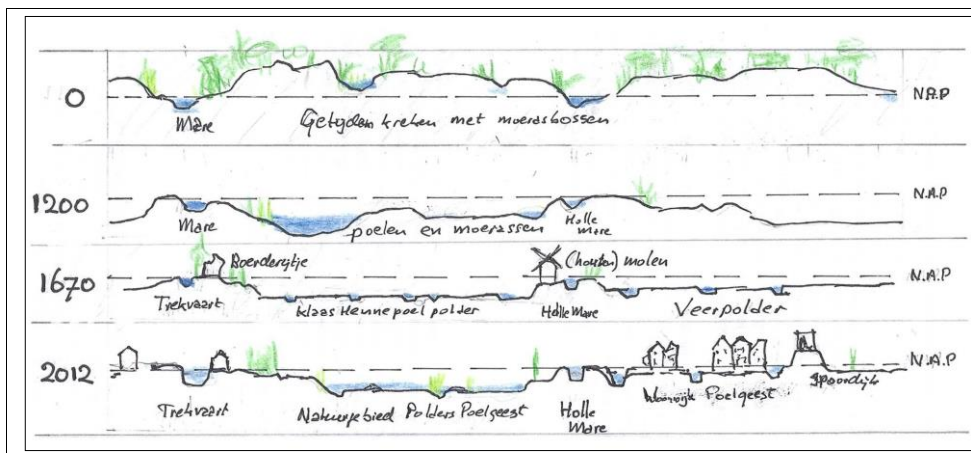 0
N.A.P
Mare
Getijden kreken met moerasbossen
1200
N.A.P
Mare
poelen en moerassen
Holle
Mare
1670
Boerderijtje
(houten) molen
N.A.P
Trekvaart
Klaas Hennepoel polder
Holle Mare
Veerpolder
2012
N.A.P
Trekvaart
Natuurgebied Polders Poelgeest
Holle
Mare
Woonwijk Poelgeest
Spoordijk